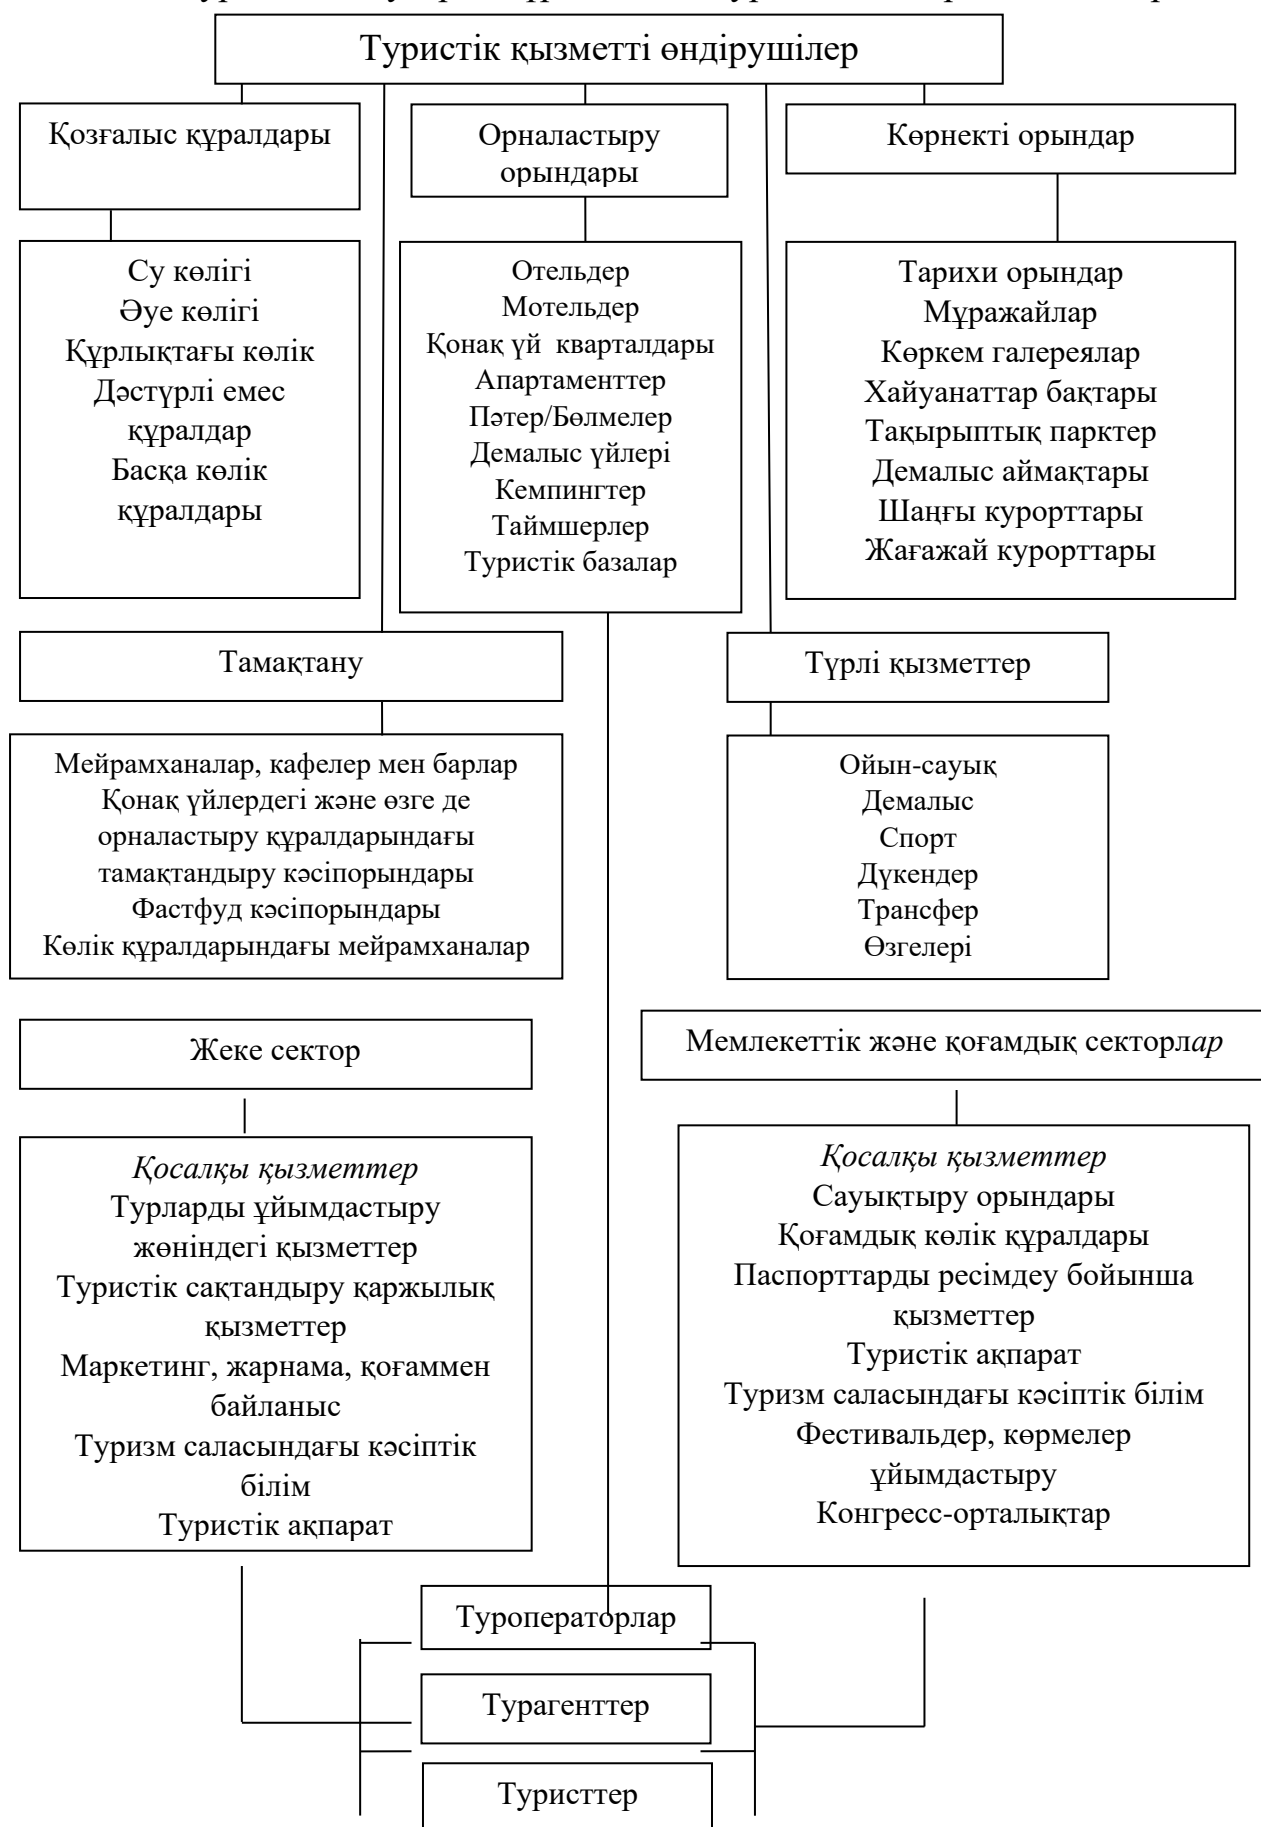 Туристік қызметті өндірушілер
Қозғалыс құралдары
Орналастыру
орындары
Көрнекті орындар
Су көлігі
Әуе көлігі
Құрлықтағы көлік
Дәстүрлі емес
құралдар
Басқа көлік
құралдары
Отельдер
Мотельдер
Қонақ үй кварталдары
Апартаменттер
Пәтер/Бөлмелер
Демалыс үйлері
Кемпингтер
Таймшерлер
Туристік базалар
Тарихи орындар
Мұражайлар
Көркем галереялар
Хайуанаттар бақтары
Тақырыптық парктер
Демалыс аймақтары
Шаңғы курорттары
Жағажай курорттары
Тамақтану
Түрлі қызметтер
Мейрамханалар, кафелер мен барлар
Қонақ үйлердегі және өзге де
орналастыру құралдарындағы
тамақтандыру кәсіпорындары
Фастфуд кәсіпорындары
Көлік құралдарындағы мейрамханалар
Ойын-сауық
Демалыс
Спорт
Дүкендер
Трансфер
Өзгелері
Жеке сектор
Мемлекеттік және қоғамдық секторлар
Қосалқы қызметтер
Турларды ұйымдастыру
жөніндегі қызметтер
Туристік сақтандыру қаржылық
қызметтер
Маркетинг, жарнама, қоғаммен
байланыс
Туризм саласындағы кәсіптік
білім
Туристік ақпарат
Қосалқы қызметтер
Сауықтыру орындары
Қоғамдық көлік құралдары
Паспорттарды ресімдеу бойынша
қызметтер
Туристік ақпарат
Туризм саласындағы кәсіптік білім
Фестивальдер, көрмелер
ұйымдастыру
Конгресс-орталықтар
Туроператорлар
Турагенттер
Туристтер